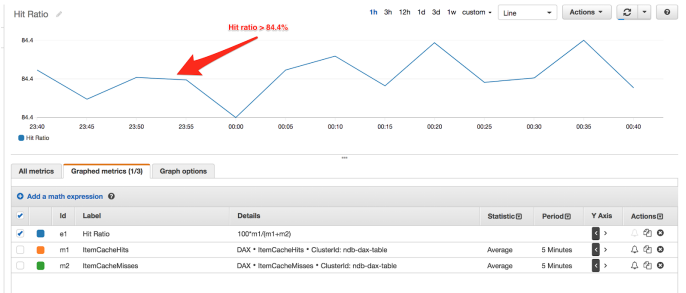 Hit Ratio
1h 3h 12h 1d 3d 1w custom Line Actions
Hit ratio > 84.4%
84.4
84.4
84.4
23:40 23:45 23:50 23:55 00:00 00:05 00:10 00:15 00:20 00:25 00:30 00:35 00:40
Hit Ratio
All metrics Graphed metrics (1/3) Graph options
Add a math expression
Id Label Details Statistic Period Y Axis Actions
e1 Hit Ratio 100*m1/(m1+m2)
m1 ItemCacheHits DAX • ItemCacheHits • ClusterId: ndb-dax-table Average 5 Minutes
m2 ItemCacheMisses DAX • ItemCacheMisses • ClusterId: ndb-dax-table Average 5 Minutes